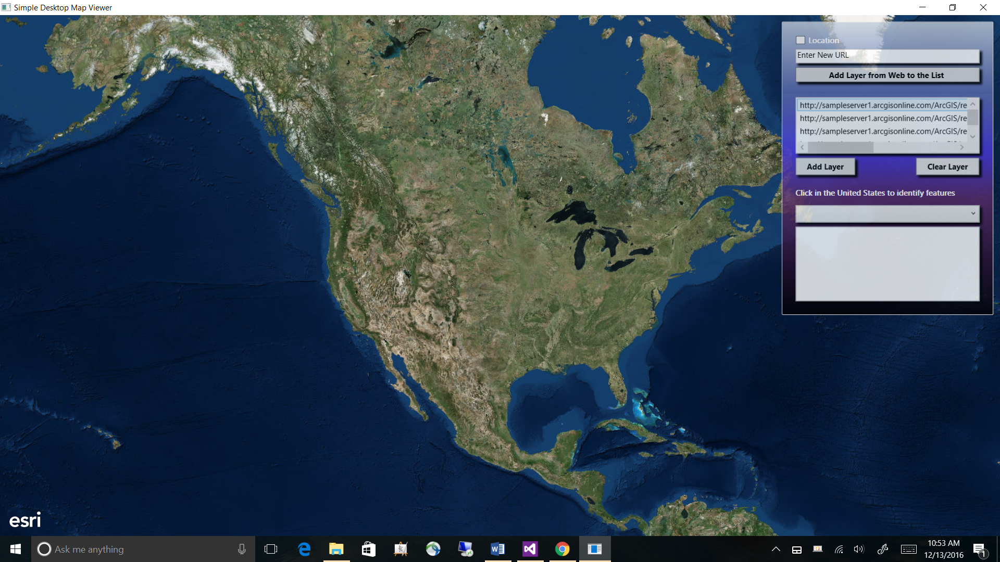 Simple Desktop Map Viewer
Location
Enter New URL
Add Layer from Web to the List
http://sampleserver1.arcgisonline.com/ArcGIS/re
http://sampleserver1.arcgisonline.com/ArcGIS/re
http://sampleserver1.arcgisonline.com/ArcGIS/re
Add Layer
Clear Layer
Click in the United States to identify features
esri
Ask me anything
10:53 AM
12/13/2016
1